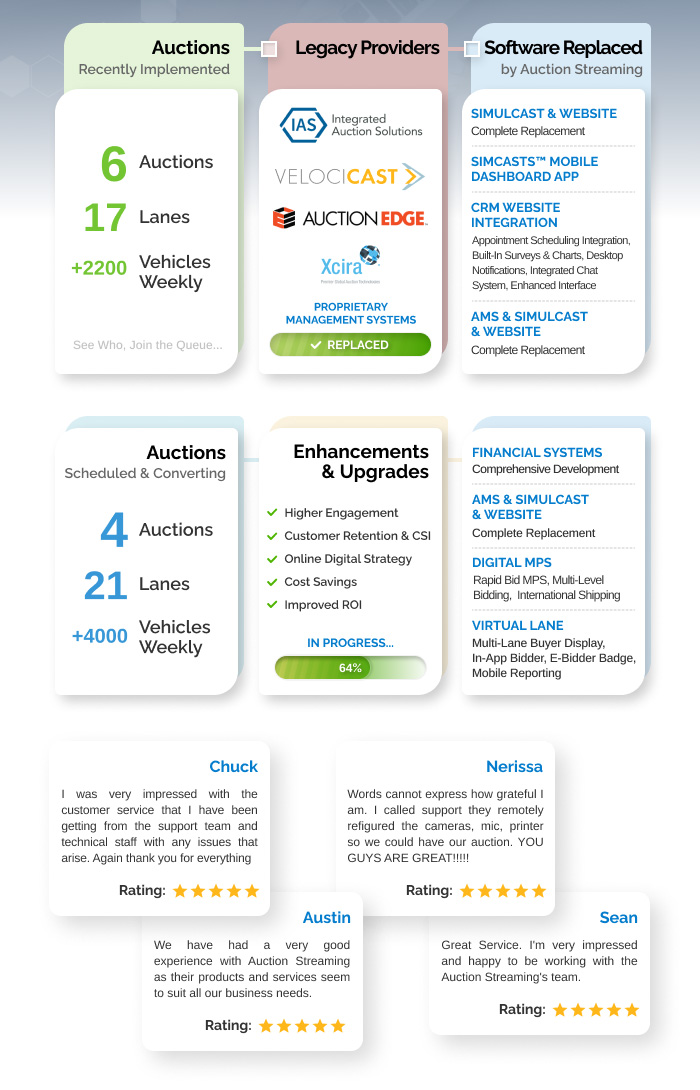 Auctions
Recently Implemented
6 Auctions
17 Lanes
+2200 Vehicles
Weekly
See Who, Join the Queue...
Legacy Providers
IAS Integrated
Auction Solutions
VELOCICAST
AUCTION EDGE
Xcira
PROPRIETARY
MANAGEMENT SYSTEMS
REPLACED
Software Replaced
by Auction Streaming
SIMULCAST & WEBSITE
Complete Replacement
SIMCASTS™ MOBILE
DASHBOARD APP
CRM WEBSITE
INTEGRATION
Appointment Scheduling Integration,
Built-In Surveys & Charts, Desktop
Notifications, Integrated Chat
System, Enhanced Interface
AMS & SIMULCAST
& WEBSITE
Complete Replacement
Auctions
Scheduled & Converting
4 Auctions
21 Lanes
+4000 Vehicles
Weekly
Enhancements
& Upgrades
Higher Engagement
Customer Retention & CSI
Online Digital Strategy
Cost Savings
Improved ROI
IN PROGRESS...
64%
FINANCIAL SYSTEMS
Comprehensive Development
AMS & SIMULCAST
& WEBSITE
Complete Replacement
DIGITAL MPS
Rapid Bid MPS, Multi-Level
Bidding, International Shipping
VIRTUAL LANE
Multi-Lane Buyer Display,
In-App Bidder, E-Bidder Badge,
Mobile Reporting
Chuck
I was very impressed with the
customer service that I have been
getting from the support team and
technical staff with any issues that
arise. Again thank you for everything
Rating:
Nerissa
Words cannot express how grateful I
am. I called support they remotely
refigured the cameras, mic, printer
so we could have our auction. YOU
GUYS ARE GREAT!!!!!
Rating:
Austin
We have had a very good
experience with Auction Streaming
as their products and services seem
to suit all our business needs.
Rating:
Sean
Great Service. I'm very impressed
and happy to be working with the
Auction Streaming's team.
Rating: